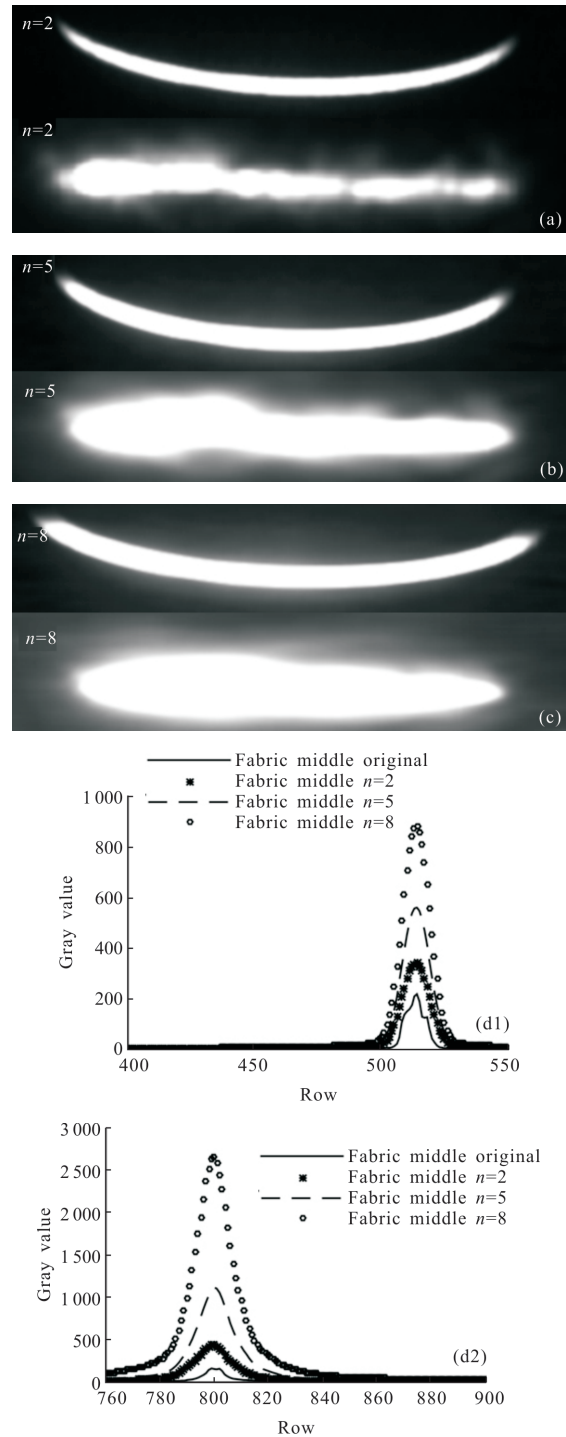 n=2
n=2
(a)
n=5
n=5
(b)
n=8
n=8
(c)
Fabric middle original
Fabric middle n=2
Fabric middle n=5
Fabric middle n=8
1 000
800
600
400
200
0
Gray value
(d1)
400 450 500 550
Row
3 000
2 500
2 000
1 500
1 000
500
0
Gray value
Fabric middle original
Fabric middle n=2
Fabric middle n=5
Fabric middle n=8
(d2)
760 780 800 820 840 860 880 900
Row